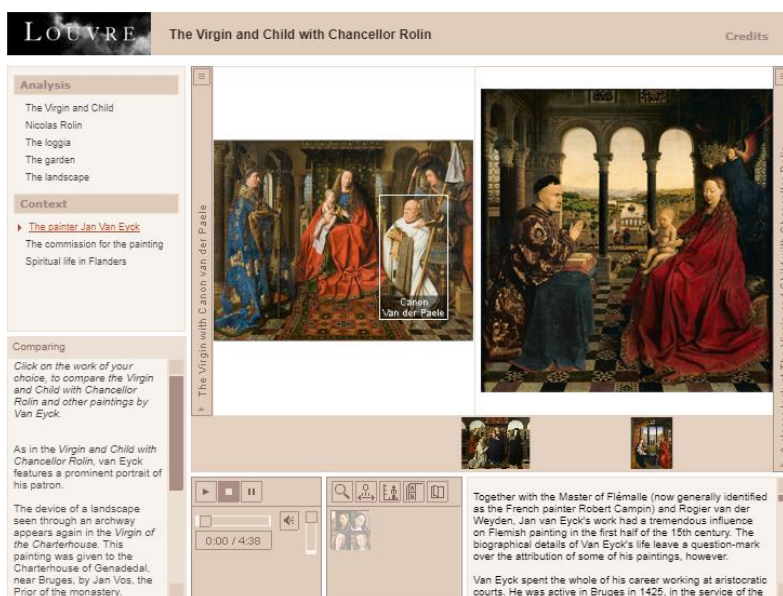 LOUVRE
The Virgin and Child with Chancellor Rolin
Credits
Analysis
The Virgin and Child
Nicolas Rolin
The loggia
The garden
The landscape
Context
The painter Jan Van Eyck
The commission for the painting
Spiritual life in Flanders
Comparing
Click on the work of your
choice, to compare the Virgin
and Child with Chancellor
Rolin and other paintings by
Van Eyck.
As in the Virgin and Child with
Chancellor Rolin, van Eyck
features a prominent portrait of
his patron.
The device of a landscape
seen through an archway
appears again in the Virgin of
the Charterhouse. This
painting was given to the
Charterhouse of Genadedal,
near Bruges, by Jan Vos, the
Prior of the monastery.
The Virgin with Canon van der Paele
Canon
Van der Paele
0:00 / 4:38
Together with the Master of Flémalle (now generally identified
as the French painter Robert Campin) and Rogier van der
Weyden, Jan van Eyck's work had a tremendous influence
on Flemish painting in the first half of the 15th century. The
biographical details of Van Eyck's life leave a question-mark
over the attribution of some of his paintings, however.
Van Eyck spent the whole of his career working at aristocratic
courts. He was active in Bruges in 1425, in the service of the